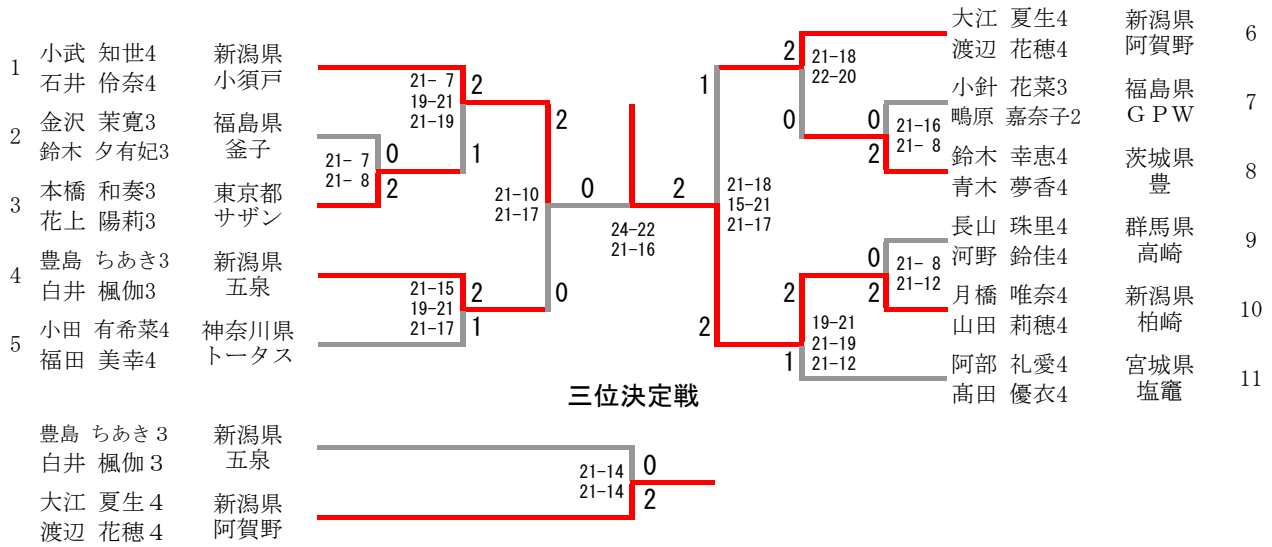 1
小武 知世4 新潟県
石井 伶奈4 小須戸
2
金沢 茉寛3 福島県
鈴木 夕有妃3 釜子
3
本橋 和奏3 東京都
花上 陽莉3 サザン
4
豊島 ちあき3 新潟県
白井 楓伽3 五泉
5
小田 有希菜4 神奈川県
福田 美幸4 トータス
21- 7
19-21
21-19
2
1
21- 7
21- 8
0
2
21-15
19-21
21-17
2
1
21-10
21-17
2
0
0
2
24-22
21-16
1
2
21-18
15-21
21-17
2
0
21-18
22-20
0
2
21-16
21- 8
0
2
21- 8
21-12
2
1
19-21
21-19
21-12
大江 夏生4 新潟県
渡辺 花穂4 阿賀野
6
小針 花菜3 福島県
鴫原 嘉奈子2 ＧＰＷ
7
鈴木 幸恵4 茨城県
青木 夢香4 豊
8
長山 珠里4 群馬県
河野 鈴佳4 高崎
9
月橋 唯奈4 新潟県
山田 莉穂4 柏崎
10
阿部 礼愛4 宮城県
髙田 優衣4 塩竈
11
三位決定戦
豊島 ちあき３ 新潟県
白井 楓伽３ 五泉
大江 夏生４ 新潟県
渡辺 花穂４ 阿賀野
21-14
21-14
0
2